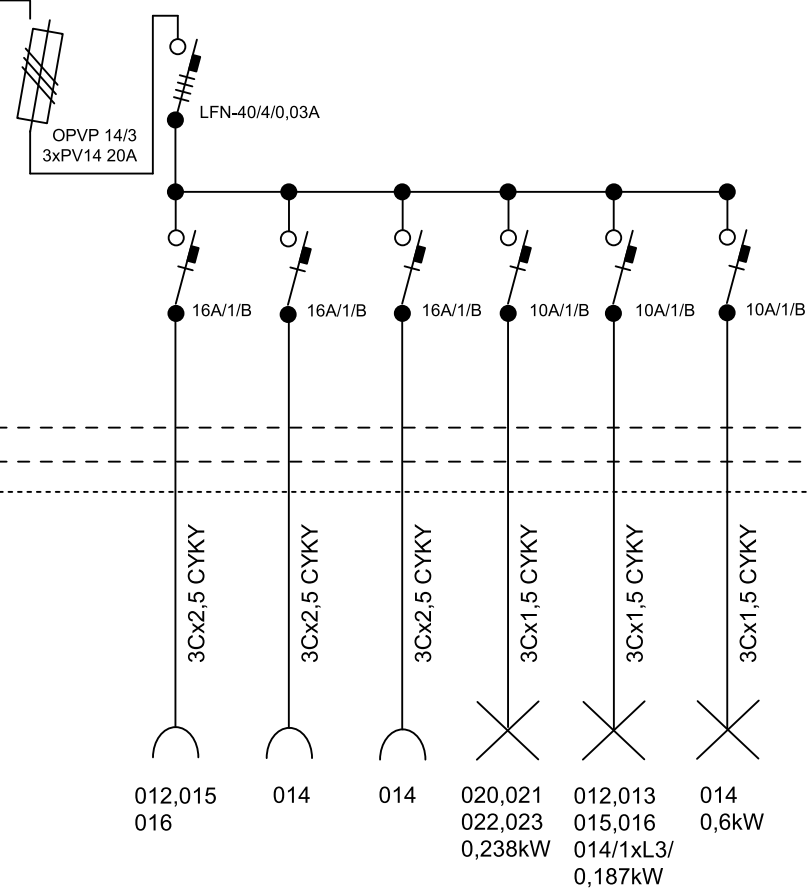 LFN-40/4/0,03A
OPVP 14/3
3xPV14 20A
16A/1/B
16A/1/B
16A/1/B
10A/1/B
10A/1/B
10A/1/B
3Cx2,5 CYKY
3Cx2,5 CYKY
3Cx2,5 CYKY
3Cx1,5 CYKY
3Cx1,5 CYKY
3Cx1,5 CYKY
012,015
016
014
014
020,021
022,023
0,238kW
012,013
015,016
014/1xL3/
0,187kW
014
0,6kW